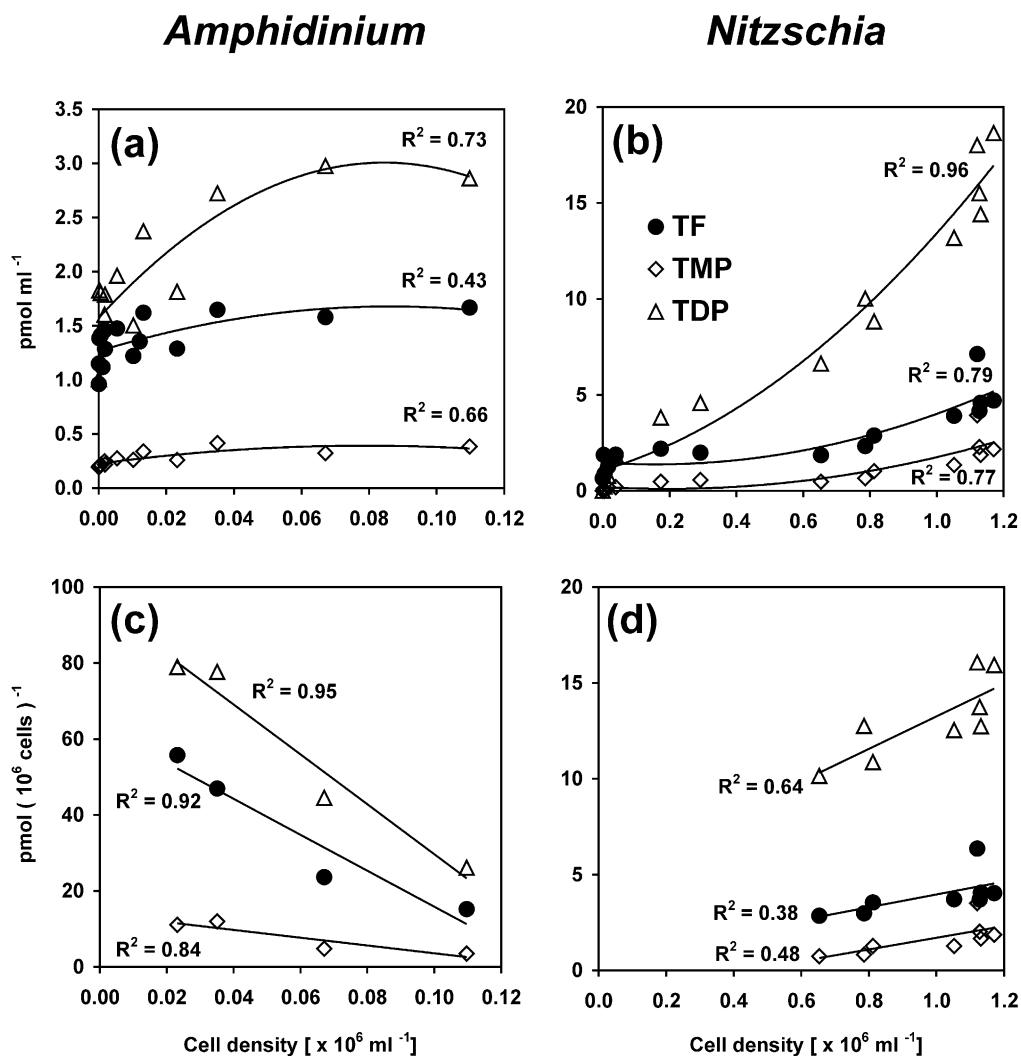 Amphidinium Nitzschia
(a)
3.5
3.0
2.5
2.0
1.5
1.0
0.5
0.0
pmol ml -1
R2 = 0.73
R2 = 0.43
R2 = 0.66
0.00 0.02 0.04 0.06 0.08 0.10 0.12
(b)
20
15
10
5
0
R2 = 0.96
TF
TMP
TDP
R2 = 0.79
R2 = 0.77
0.0 0.2 0.4 0.6 0.8 1.0 1.2
(c)
100
80
60
40
20
0
pmol ( 106 cells) -1
R2 = 0.95
R2 = 0.92
R2 = 0.84
0.00 0.02 0.04 0.06 0.08 0.10 0.12
Cell density [ x 106 ml -1]
(d)
20
15
10
5
0
R2 = 0.64
R2 = 0.38
R2 = 0.48
0.0 0.2 0.4 0.6 0.8 1.0 1.2
Cell density [ x 106 ml -1]